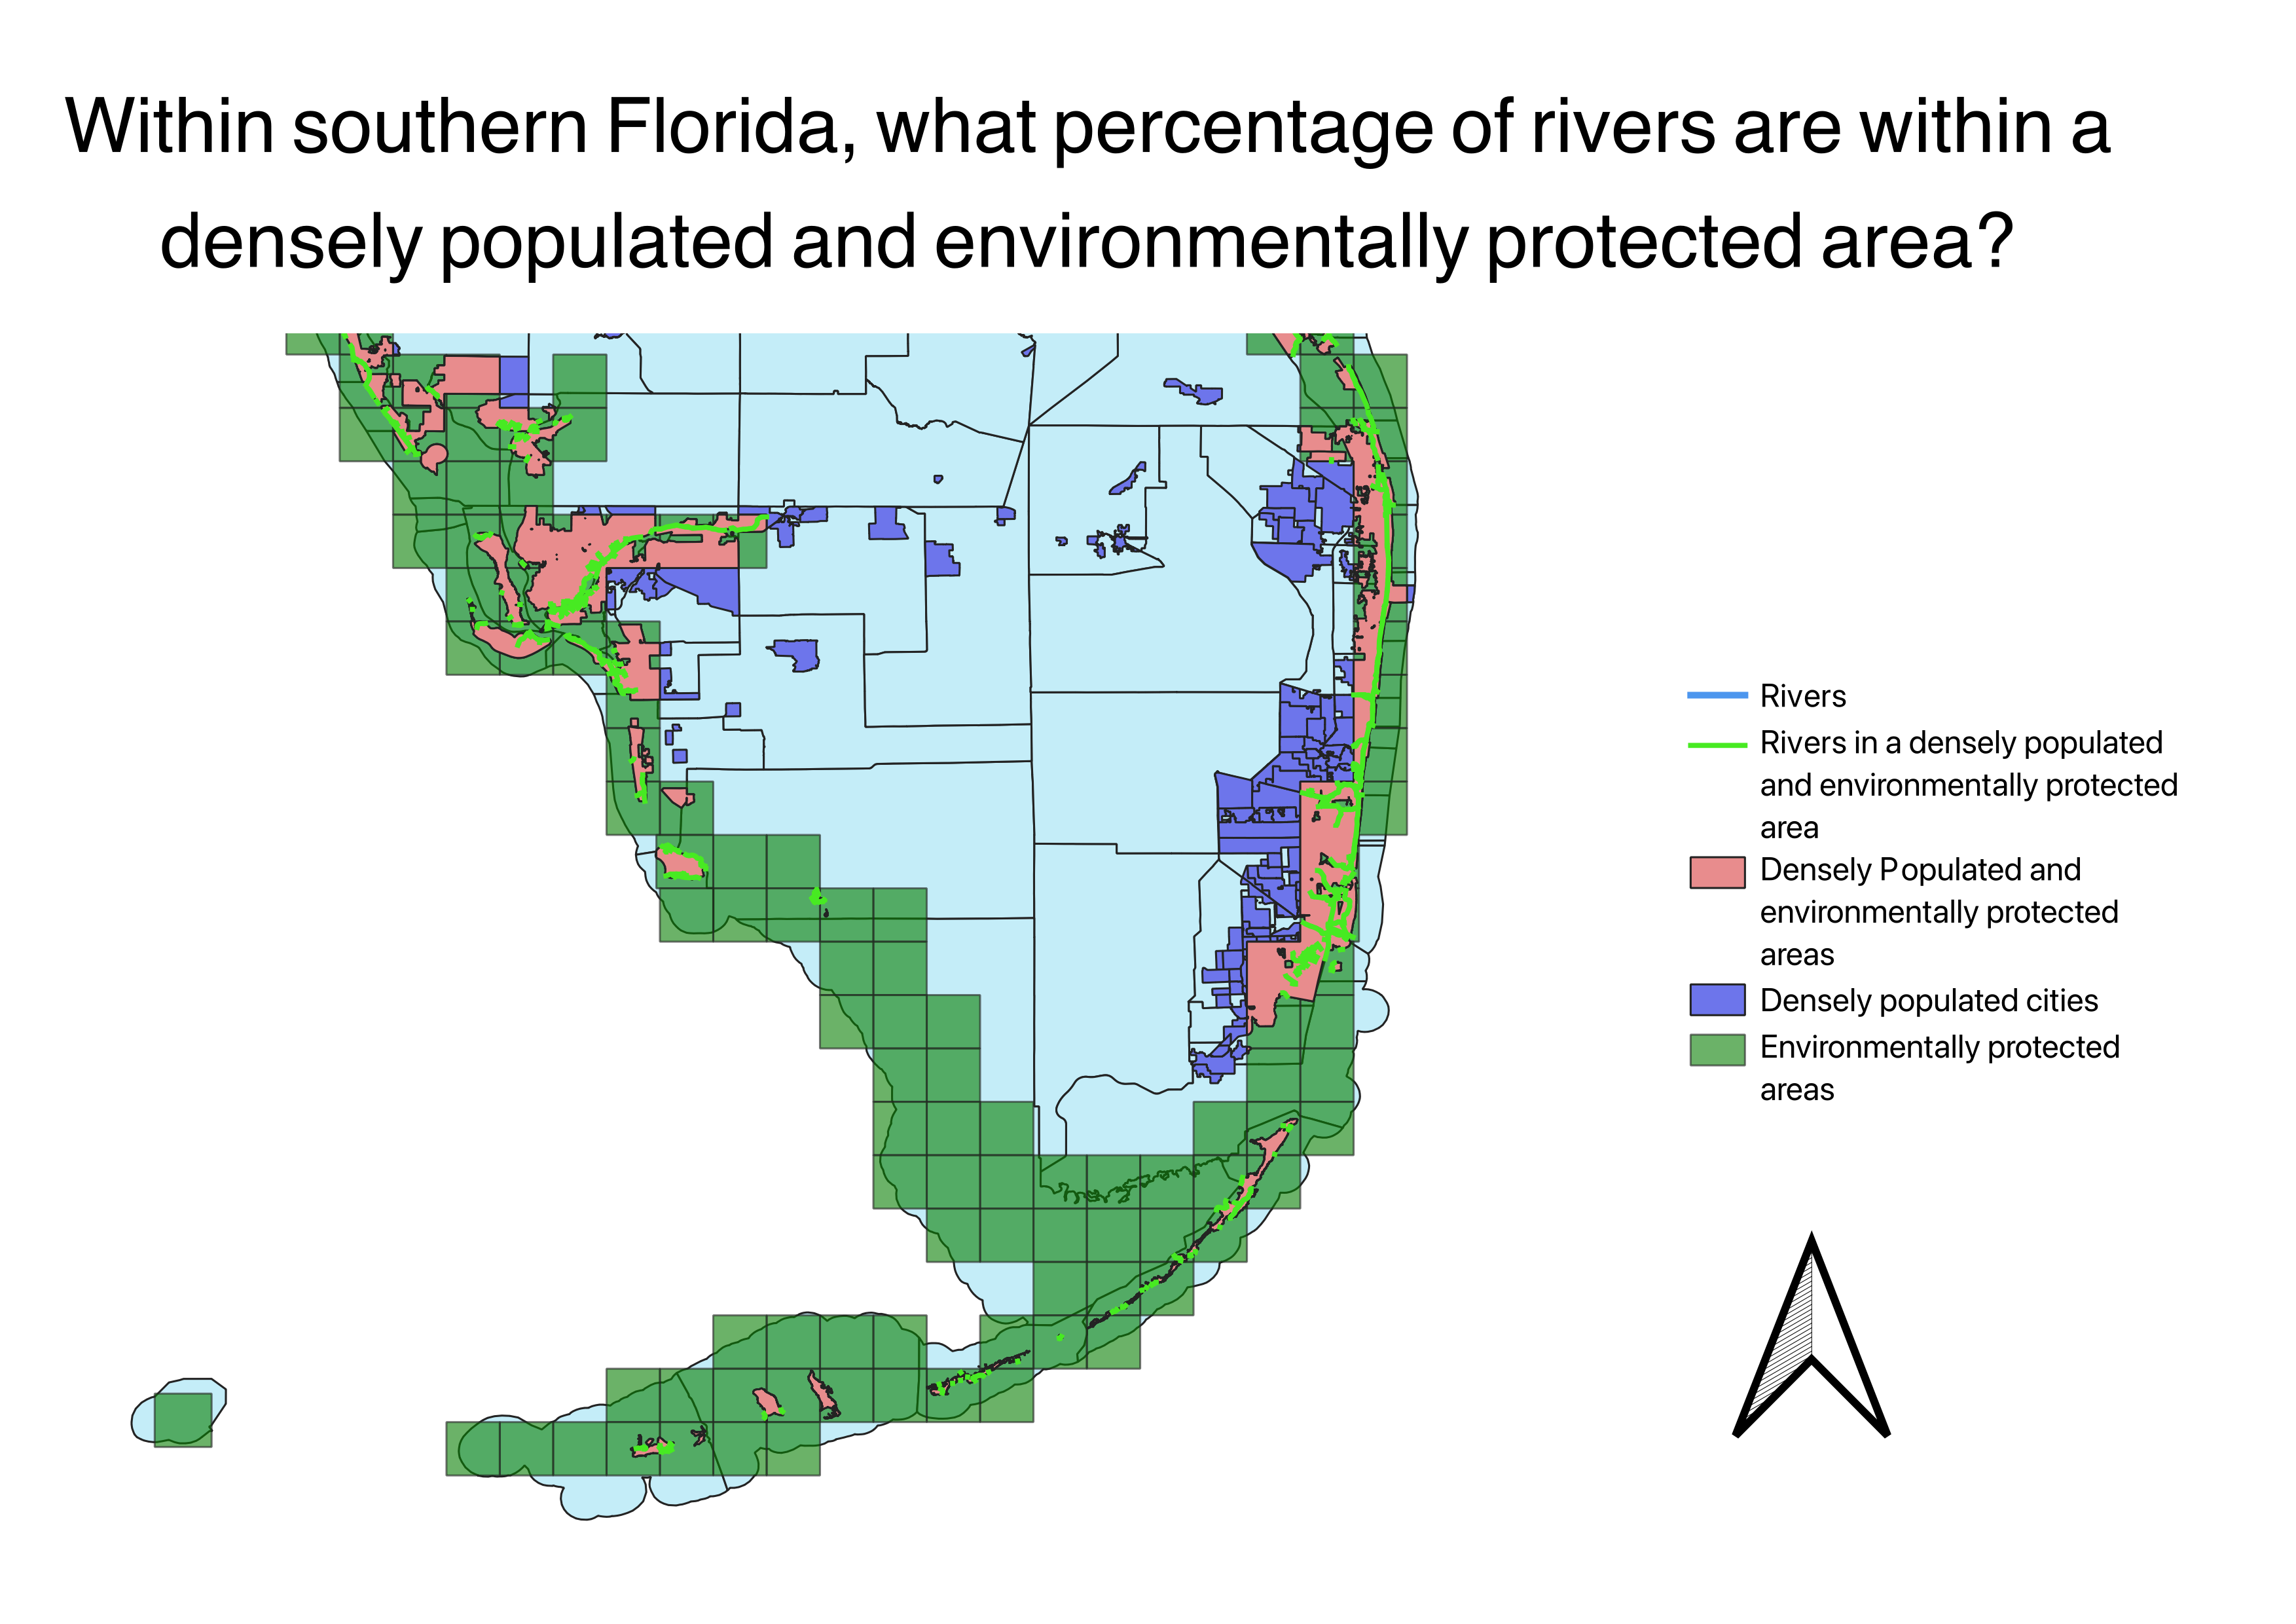 Within southern Florida, what percentage of rivers are within a
densely populated and environmentally protected area?
Rivers
Rivers in a densely populated
and environmentally protected
area
Densely Populated and
environmentally protected
areas
Densely populated cities
Environmentally protected
areas